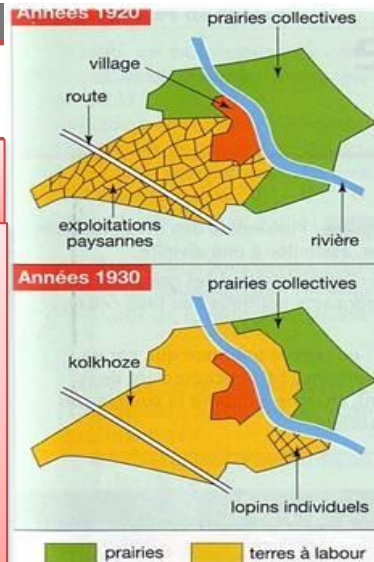 Années 1920
prairies collectives
village
route
exploitations
paysannes
rivière
Années 1930
prairies collectives
kolkhoze
lopins individuels
prairies
terres à labour